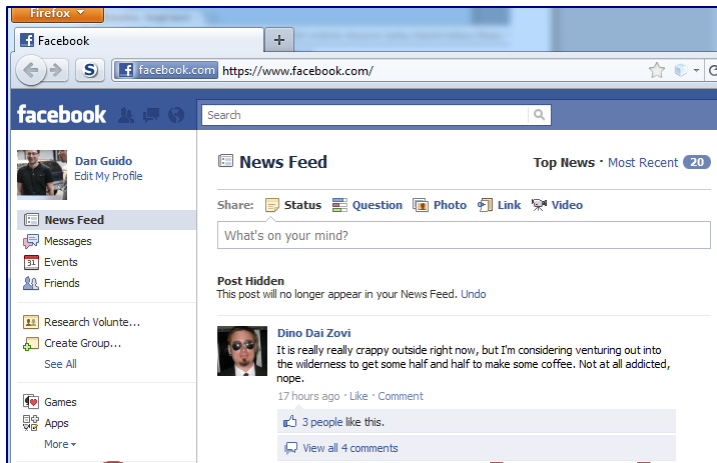 Firefox
Facebook
+
S
facebook.com https://www.facebook.com/
facebook
Search
Dan Guido
Edit My Profile
News Feed
Top News · Most Recent 20
Share: Status Question Photo Link Video
What's on your mind?
News Feed
Messages
31 Events
Friends
Post Hidden
This post will no longer appear in your News Feed. Undo
Research Volunte...
Create Group...
See All
Dino Dai Zovi
It is really really crappy outside right now, but I'm considering venturing out into
the wilderness to get some half and half to make some coffee. Not at all addicted,
nope.
17 hours ago · Like · Comment
3 people like this.
View all 4 comments
Games
Apps
More